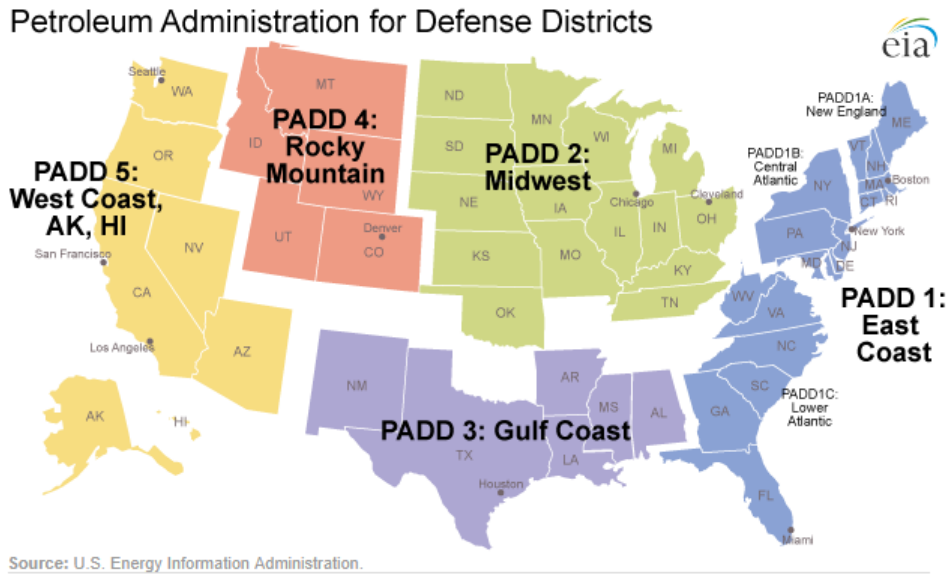 Petroleum Administration for Defense Districts
eia
Seattle
WA
OR
PADD 5:
West Coast,
AK, HI
San Francisco
NV
CA
Los Angeles
AZ
AK
HI
MT
PADD 4:
Rocky
Mountain
ID
WY
UT
Denver
CO
ND
MN
SD
WI
MI
PADD 2:
Midwest
NE
IA
Chicago
Cleveland
IL
IN
OH
KS
MO
KY
OK
TN
NM
AR
MS
AL
PADD 3: Gulf Coast
TX
LA
Houston
PADD1A:
New England
ME
VT
NH
MA
Boston
CT
RI
PADD1B:
Central
Atlantic
NY
New York
PA
NJ
MD
DE
PADD 1:
East
Coast
WV
VA
NC
SC
GA
PADD1C:
Lower
Atlantic
FL
Miami
Source: U.S. Energy Information Administration.